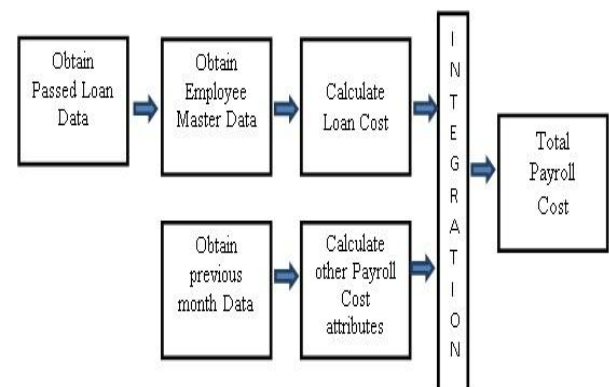 Obtain
Passed Loan
Data
Obtain
Employee
Master Data
Calculate
Loan Cost
I
N
T
E
G
R
A
T
I
O
N
Total
Payroll
Cost
Obtain
previous
month Data
Calculate
other Payroll
Cost
attributes